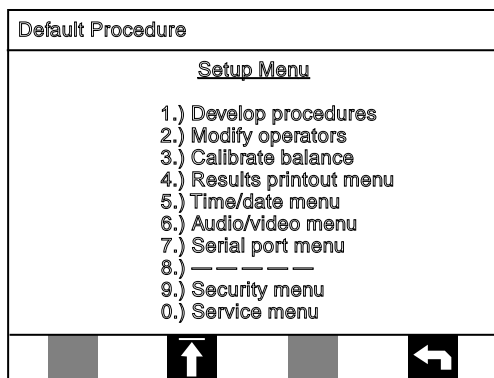 Default Procedure
Setup Menu
1.) Develop procedures
2.) Modify operators
3.) Calibrate balance
4.) Results printout menu
5.) Time/date menu
6.) Audio/video menu
7.) Serial port menu
8.) — — — — —
9.) Security menu
0.) Service menu